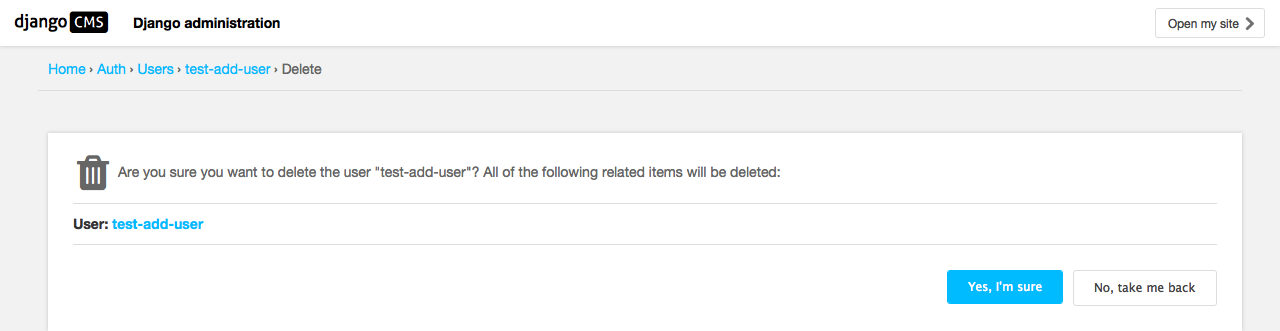 django CMS Django administration Open my site
Home › Auth › Users › test-add-user › Delete
Are you sure you want to delete the user "test-add-user"? All of the following related items will be deleted:
User: test-add-user
Yes, I'm sure No, take me back